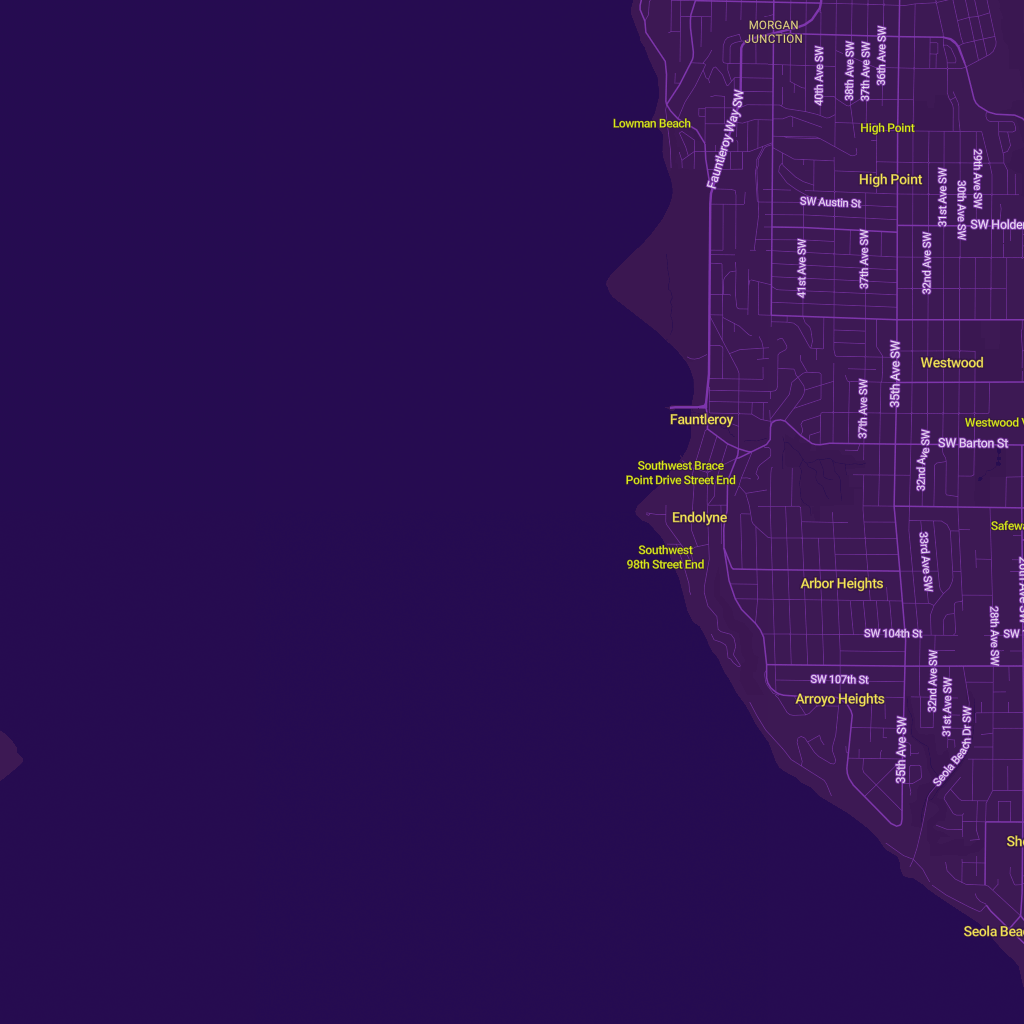 MORGAN
JUNCTION
40th Ave SW
38th Ave SW
37th Ave SW
36th Ave SW
Lowman Beach
Fauntleroy Way SW
High Point
High Point
29th Ave SW
31st Ave SW
30th Ave SW
SW Austin St
SW Holden
41st Ave SW
37th Ave SW
32nd Ave SW
35th Ave SW
Westwood
37th Ave SW
Fauntleroy
Westwood V
SW Barton St
32nd Ave SW
Southwest Brace
Point Drive Street End
Endolyne
Safewa
Southwest
98th Street End
33rd Ave SW
Arbor Heights
28th Ave SW
SW 104th St
SW
32nd Ave SW
31st Ave SW
SW 107th St
Arroyo Heights
35th Ave SW
Seola Beach Dr SW
Sho
Seola Beac